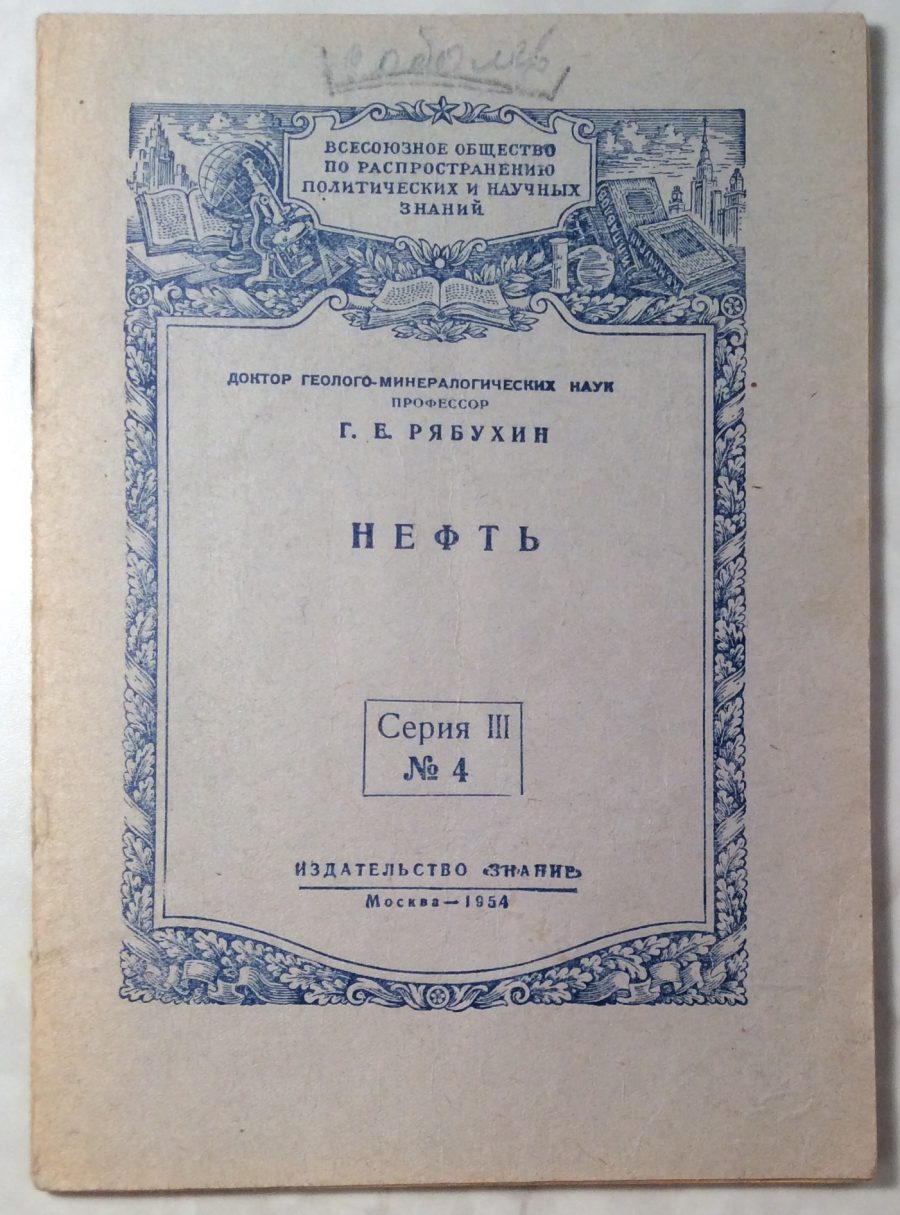 ВСЕСОЮЗНОЕ ОБЩЕСТВО
ПО РАСПРОСТРАНЕНИЮ
ПОЛИТИЧЕСКИХ И НАУЧНЫХ
ЗНАНИЙ
ДОКТОР ГЕОЛОГО-МИНЕРАЛОГИЧЕСКИХ НАУК
ПРОФЕССОР
Г. Е. РЯБУХИН
НЕФТЬ
Серия III
№ 4
ИЗДАТЕЛЬСТВО «ЗНАНИЕ»
Москва—1954